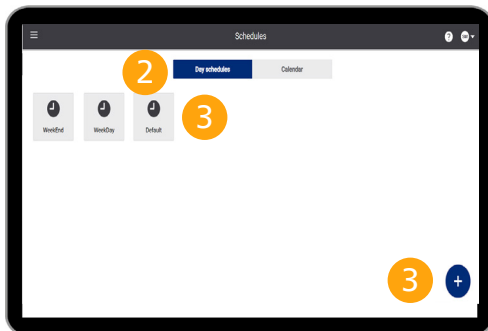 Schedules
?
2
Day schedules
Calendar
WeekEnd
WeekDay
Default
3
3
+